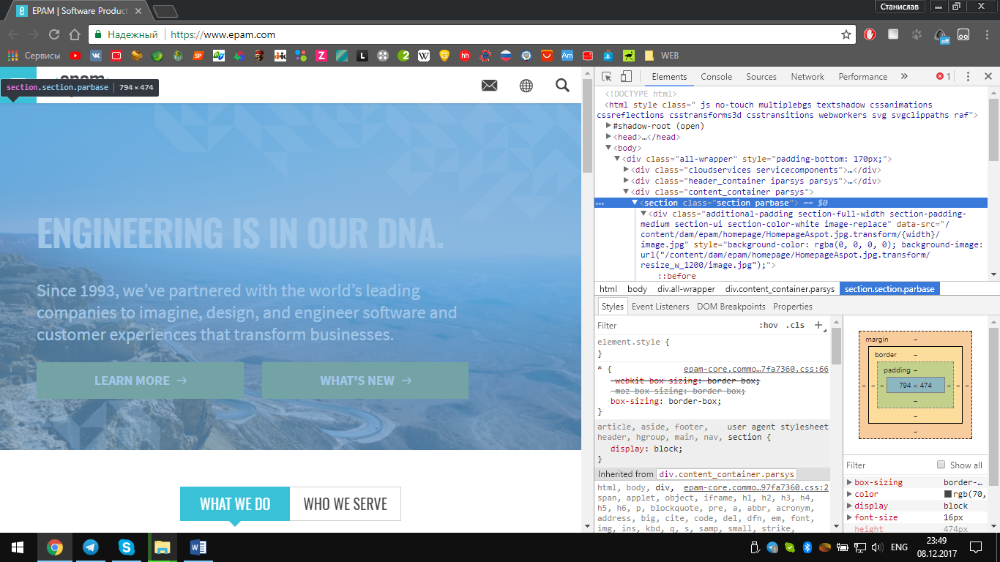 EPAM | Software Product
Станислав
Надежный
https://www.epam.com
Сервисы
SP
Z
L
2
W
G
hh
Am
off
WEB
section.section.parbase | 794 × 474
epam
ENGINEERING IS IN OUR DNA.
Since 1993, we’ve partnered with the world’s leading
companies to imagine, design, and engineer software and
customer experiences that transform businesses.
LEARN MORE →
WHAT'S NEW →
WHAT WE DO
WHO WE SERVE
Elements Console Sources Network Performance » 1
<!DOCTYPE html>
<html style class=" js no-touch multiplebgs textshadow cssanimations
cssreflections csstransforms3d csstransitions webworkers svg svgclippaths raf">
#shadow-root (open)
<head>…</head>
<body>
<div class="all-wrapper" style="padding-bottom: 170px;">
<div class="cloudservices servicecomponents">…</div>
<div class="header_container iparsys parsys">…</div>
<div class="content_container parsys">
… <section class="section parbase"> == $0
<div class="additional-padding section-full-width section-padding-
medium section-ui section-color-white image-replace" data-src="/
content/dam/epam/homepage/HomepageAspot.jpg.transform/{width}/
image.jpg" style="background-color: rgba(0, 0, 0, 0); background-image:
url("/content/dam/epam/homepage/HomepageAspot.jpg.transform/
resize_w_1200/image.jpg");">
::before
html body div.all-wrapper div.content_container.parsys section.section.parbase
Styles Event Listeners DOM Breakpoints Properties
Filter :hov .cls +
element.style {
}
* { epam-core.commo…7fa7360.css:66
-webkit-box-sizing: border-box;
-moz-box-sizing: border-box;
box-sizing: border-box;
}
article, aside, footer, user agent stylesheet
header, hgroup, main, nav, section {
display: block;
}
Inherited from div.content_container.parsys
html, body, div, epam-core.commo…97fa7360.css:2
span, applet, object, iframe, h1, h2, h3, h4,
h5, h6, p, blockquote, pre, a, abbr, acronym,
address, big, cite, code, del, dfn, em, font,
img, ins, kbd, q, s, samp, small, strike,
margin –
border –
padding –
– – – 794 × 474 – – –
–
–
–
Filter Show all
box-sizing border-…
color rgb(70,
display block
font-size 16px
height 474px
ENG
23:49
08.12.2017